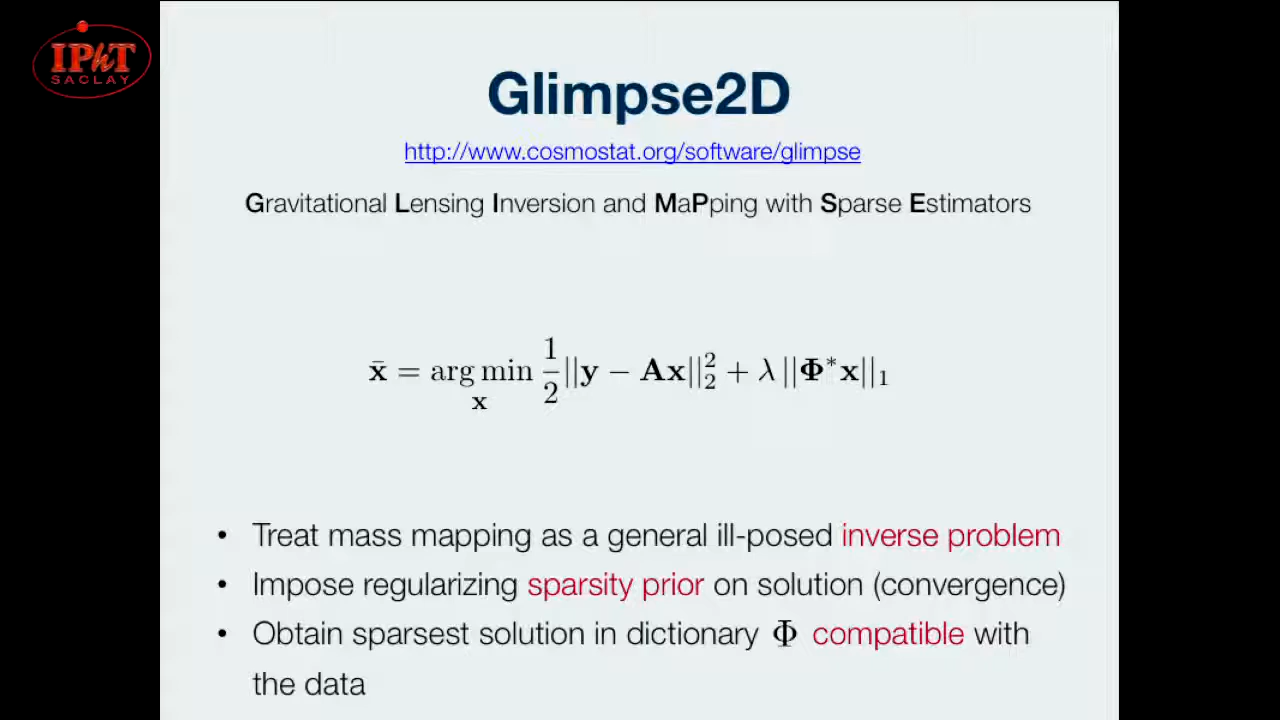 IPhT
SACLAY
Glimpse2D
http://www.cosmostat.org/software/glimpse
Gravitational Lensing Inversion and MaPping with Sparse Estimators
x̄ = arg min 1/2 ||y − Ax||₂² + λ ||Φ*x||₁
x
• Treat mass mapping as a general ill-posed inverse problem
• Impose regularizing sparsity prior on solution (convergence)
• Obtain sparsest solution in dictionary Φ compatible with
the data